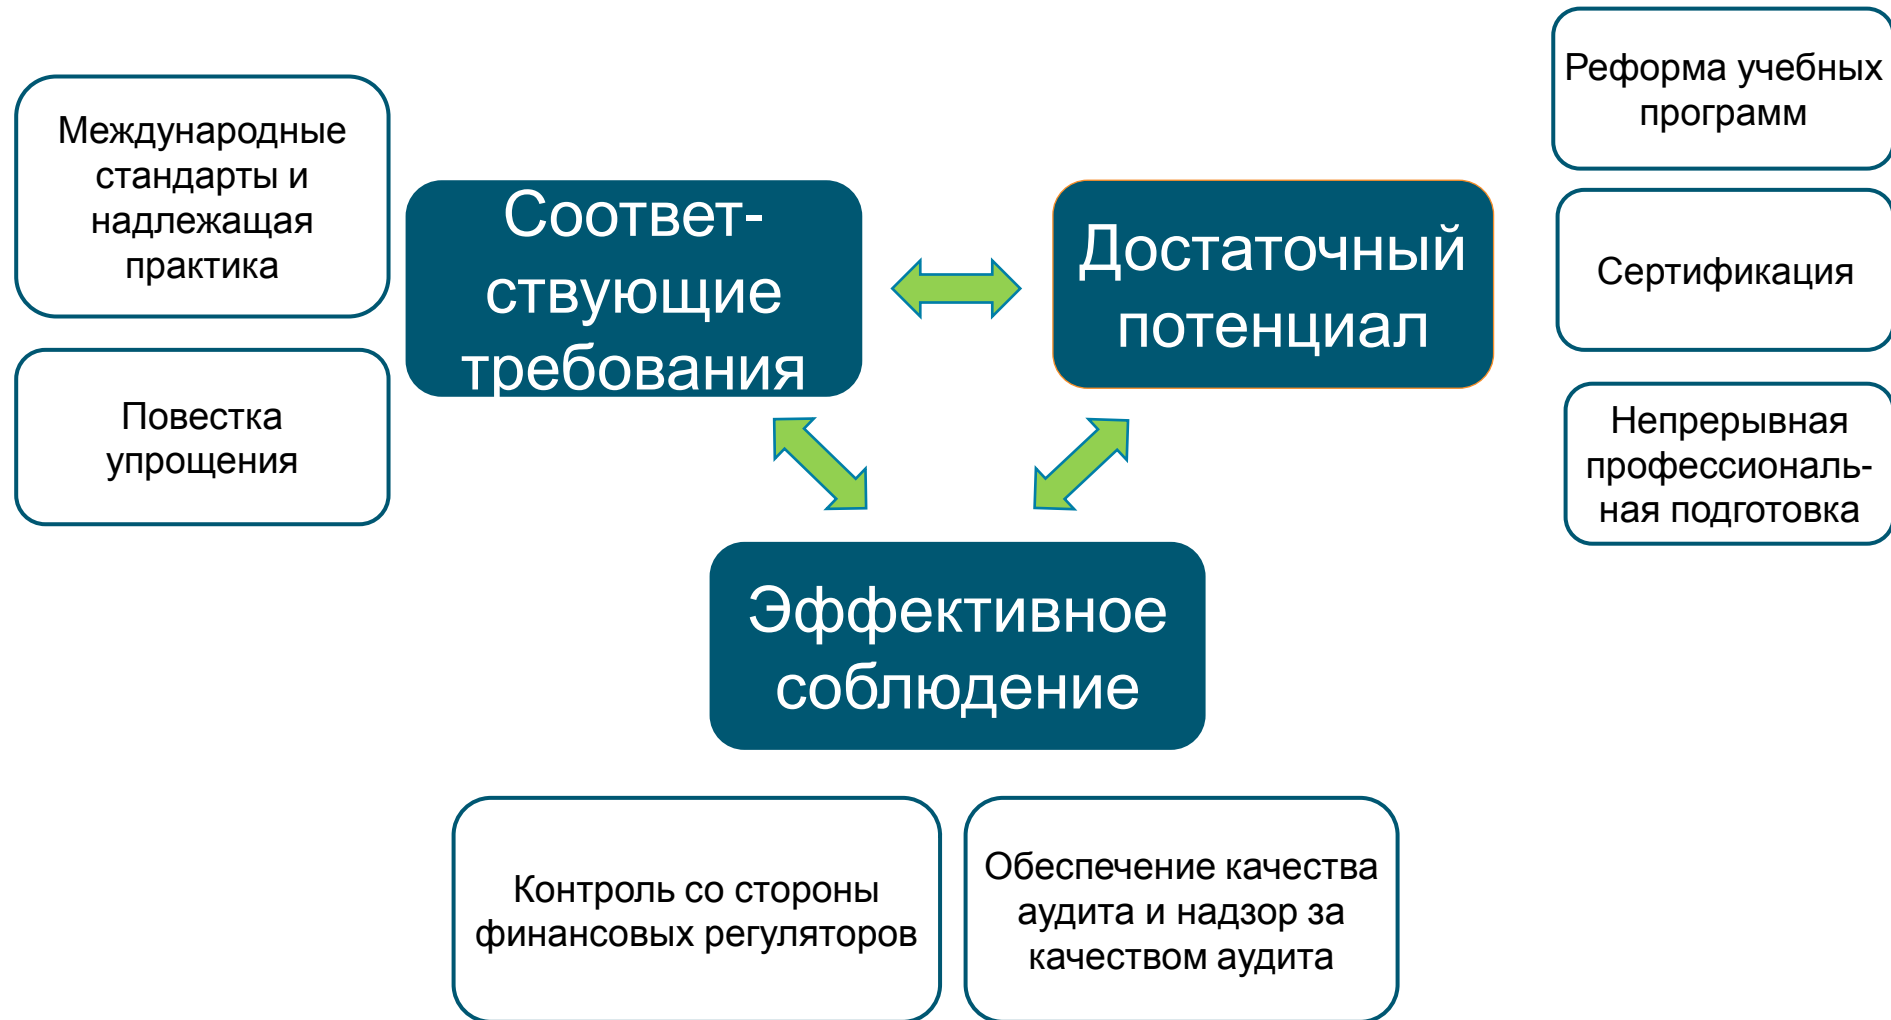 Международные
стандарты и
надлежащая
практика
Повестка
упрощения
Соответ-
ствующие
требования
Достаточный
потенциал
Реформа учебных
программ
Сертификация
Непрерывная
профессиональ-
ная подготовка
Эффективное
соблюдение
Контроль со стороны
финансовых регуляторов
Обеспечение качества
аудита и надзор за
качеством аудита